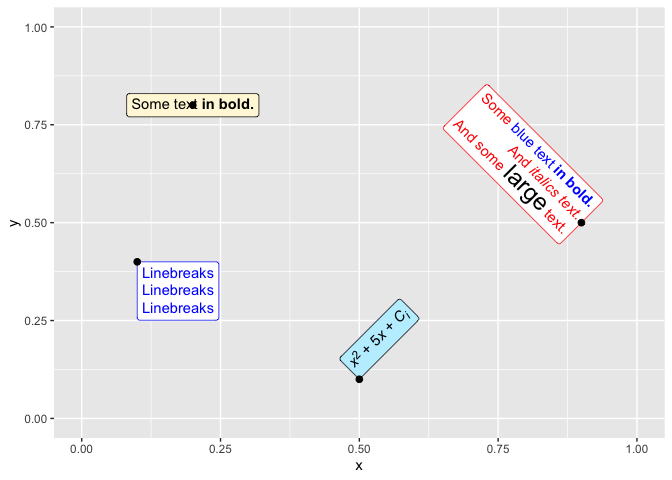 1.00
0.75
0.50
0.25
0.00
y
Some text in bold.
Some blue text in bold.
And italics text.
And some large text.
Linebreaks
Linebreaks
Linebreaks
x² + 5x + Cᵢ
0.00 0.25 0.50 0.75 1.00
x